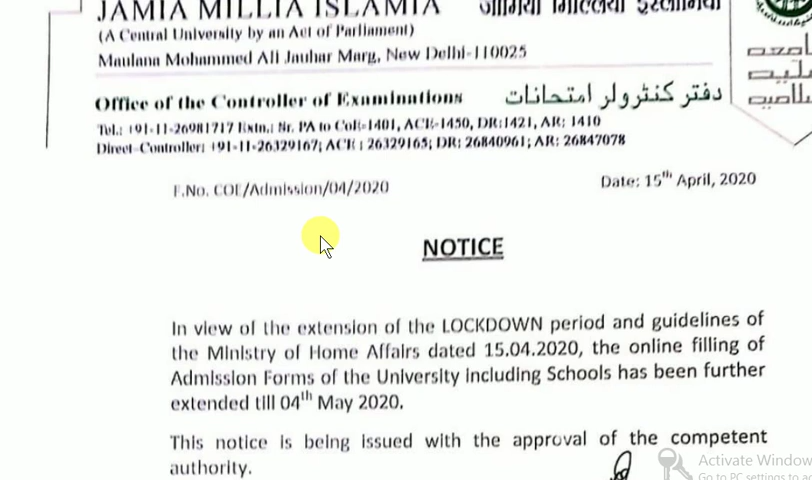 JAMIA MILLIA ISLAMIA जामिया मिल्लिया इस्लामिया
(A Central University by an Act of Parliament)
Maulana Mohammed Ali Jauhar Marg, New Delhi-110025
Office of the Controller of Examinations دفتر کنٹرولر امتحانات
Tel.: +91-11-26981717 Extn.: Sr. PA to CoE-1401, ACE-1450, DR:1421, AR: 1410
Direct-Controller: +91-11-26329167; ACE : 26329165; DR: 26840961; AR: 26847078
F.No. COE/Admission/04/2020 Date: 15th April, 2020
NOTICE
In view of the extension of the LOCKDOWN period and guidelines of
the Ministry of Home Affairs dated 15.04.2020, the online filling of
Admission Forms of the University including Schools has been further
extended till 04th May 2020.
This notice is being issued with the approval of the competent
authority.
Activate Window
Go to PC settings to a